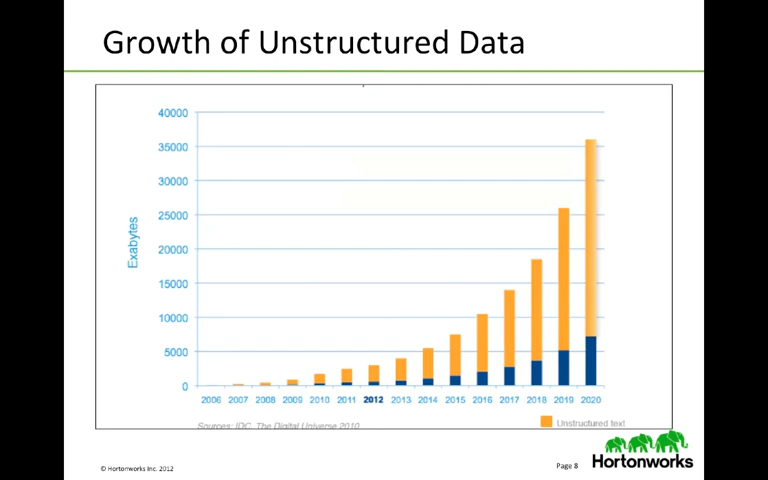 Growth of Unstructured Data
40000
35000
30000
25000
20000
15000
10000
5000
0
Exabytes
2006 2007 2008 2009 2010 2011 2012 2013 2014 2015 2016 2017 2018 2019 2020
Sources: IDC, The Digital Universe 2010
Unstructured text
© Hortonworks Inc. 2012
Page 8
Hortonworks